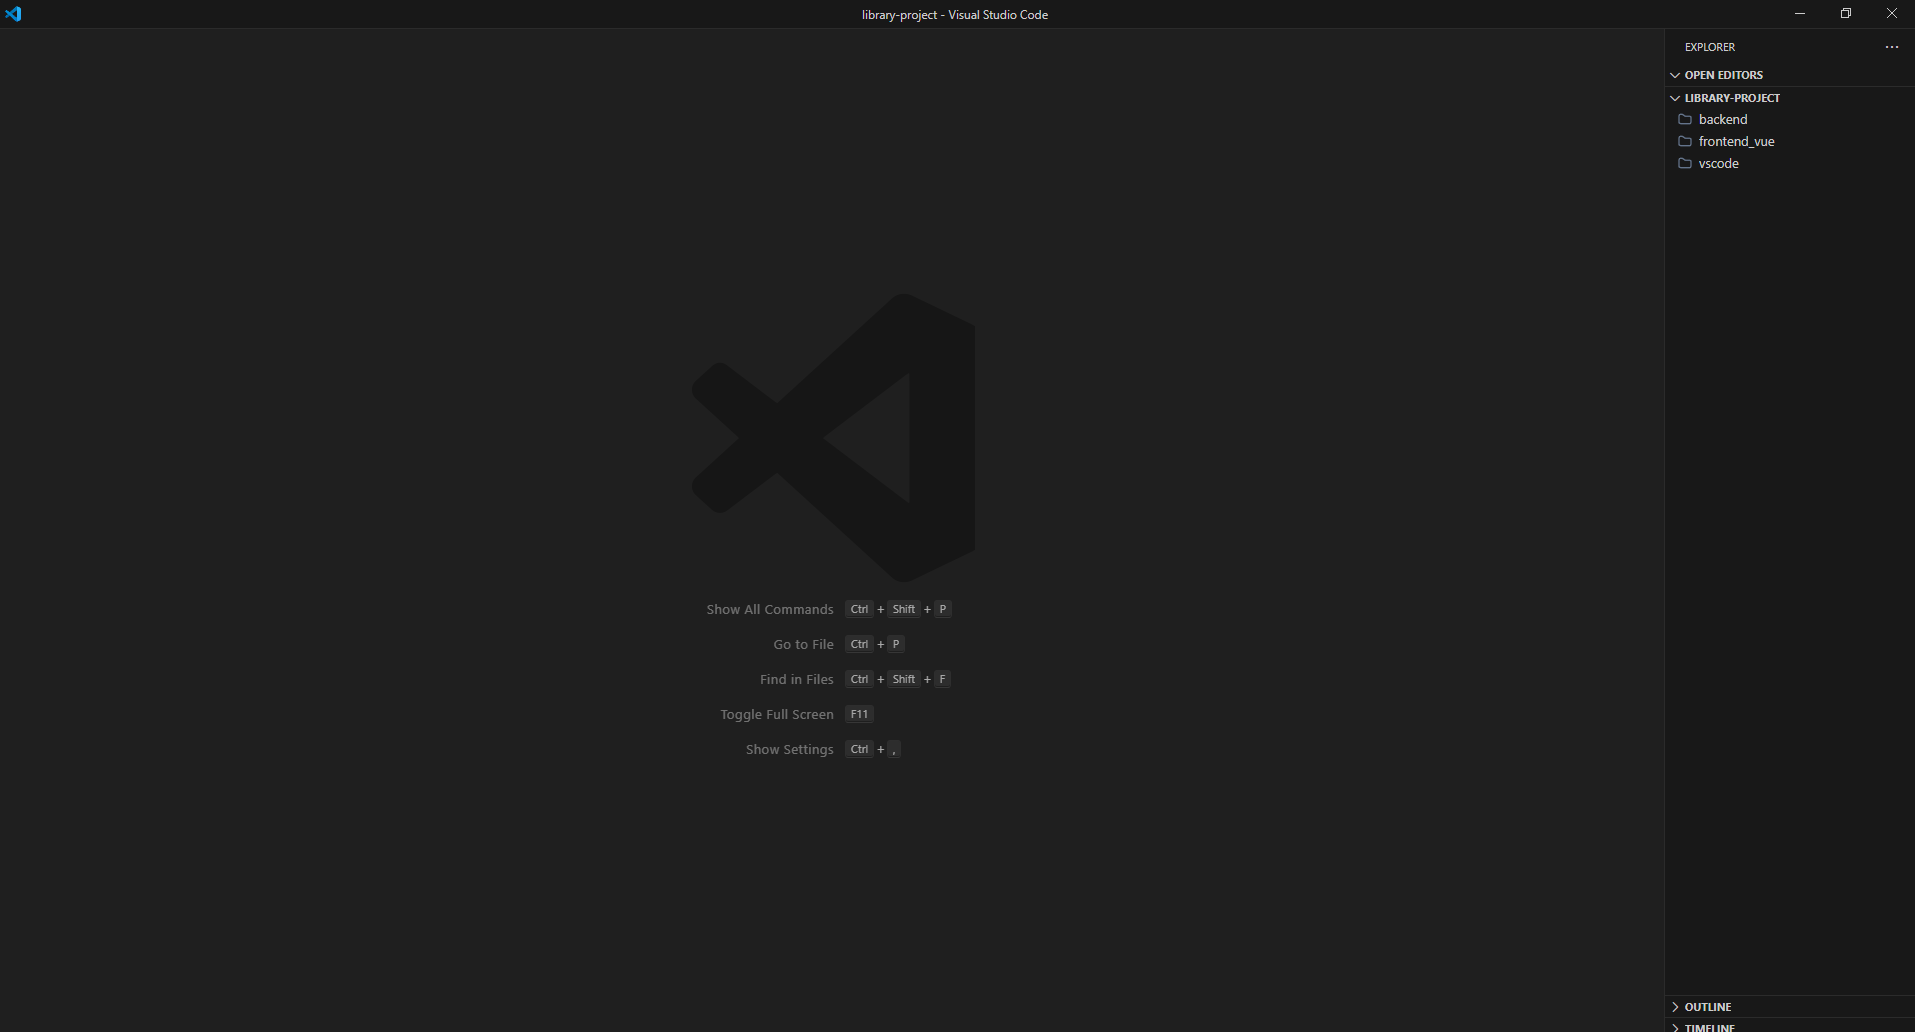 library-project - Visual Studio Code
EXPLORER
OPEN EDITORS
LIBRARY-PROJECT
backend
frontend_vue
vscode
Show All Commands Ctrl + Shift + P
Go to File Ctrl + P
Find in Files Ctrl + Shift + F
Toggle Full Screen F11
Show Settings Ctrl + ,
OUTLINE
TIMELINE